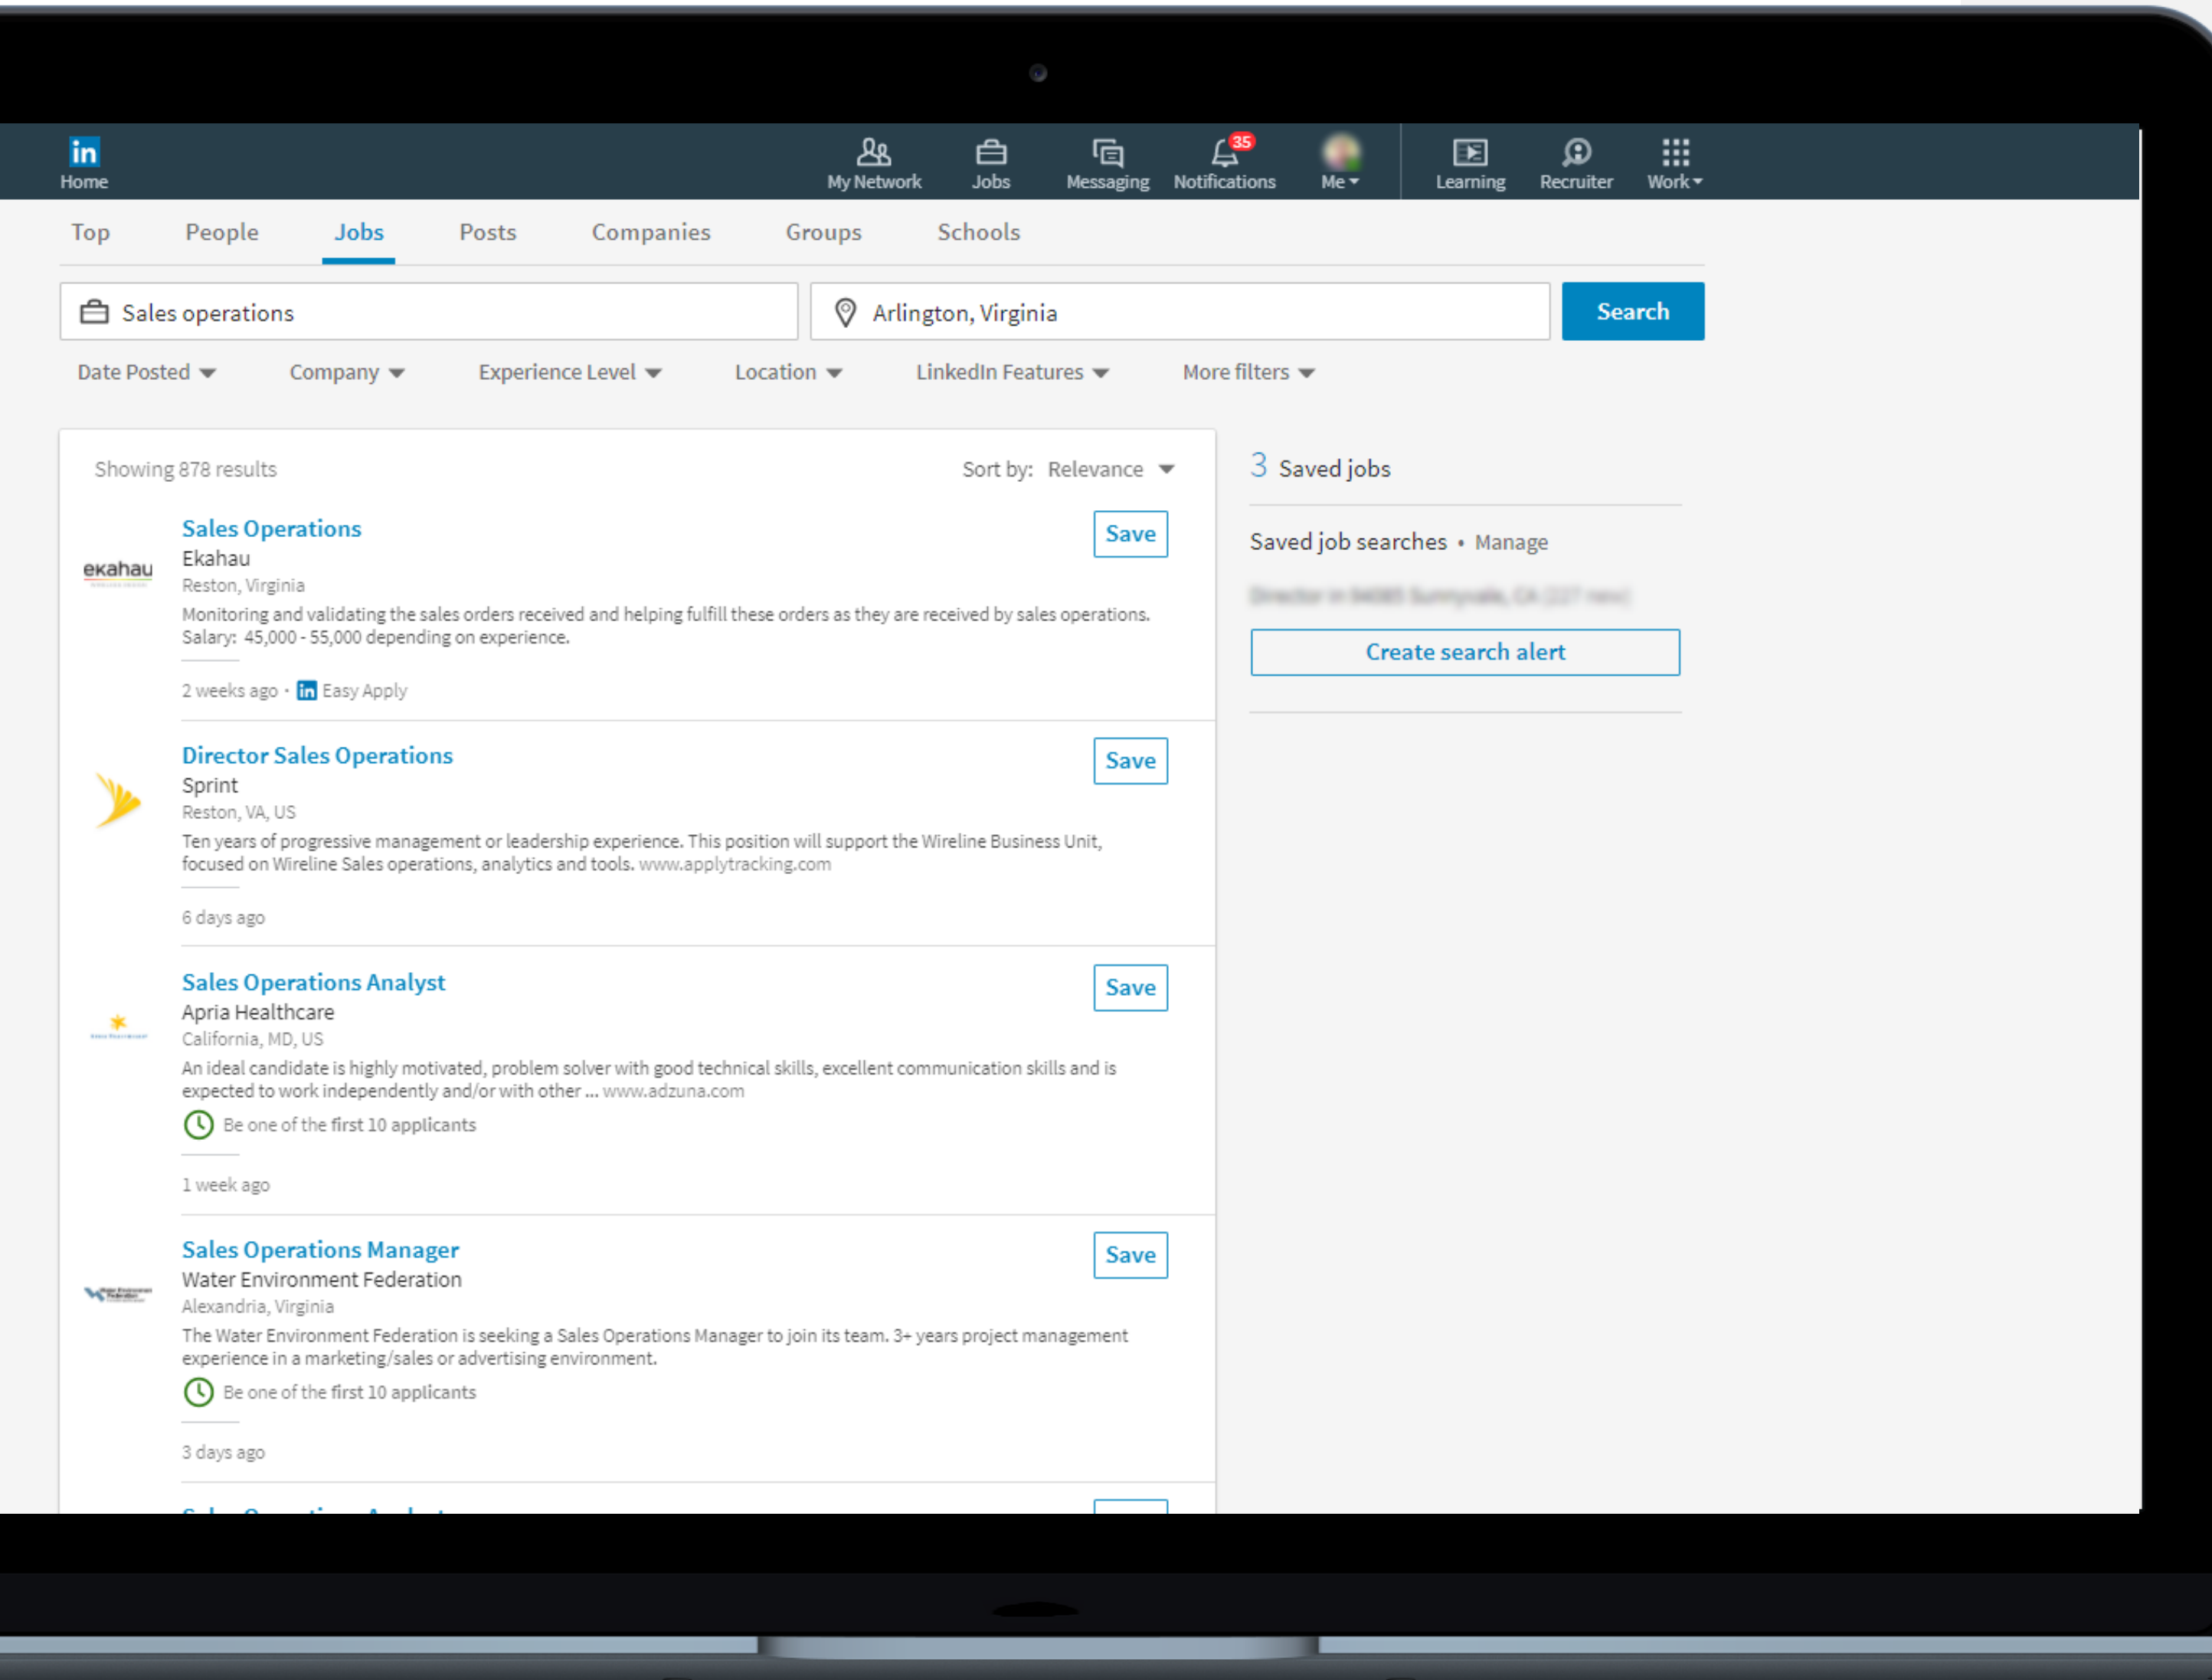 in
Home
My Network
Jobs
Messaging
35
Notifications
Me
Learning
Recruiter
Work
Top
People
Jobs
Posts
Companies
Groups
Schools
Sales operations
Arlington, Virginia
Search
Date Posted
Company
Experience Level
Location
LinkedIn Features
More filters
Showing 878 results
Sort by: Relevance
ekahau
Sales Operations
Save
Ekahau
Reston, Virginia
Monitoring and validating the sales orders received and helping fulfill these orders as they are received by sales operations.
Salary: 45,000 - 55,000 depending on experience.
2 weeks ago • in Easy Apply
Director Sales Operations
Save
Sprint
Reston, VA, US
Ten years of progressive management or leadership experience. This position will support the Wireline Business Unit,
focused on Wireline Sales operations, analytics and tools. www.applytracking.com
6 days ago
Sales Operations Analyst
Save
Apria Healthcare
California, MD, US
An ideal candidate is highly motivated, problem solver with good technical skills, excellent communication skills and is
expected to work independently and/or with other ... www.adzuna.com
Be one of the first 10 applicants
1 week ago
Sales Operations Manager
Save
Water Environment Federation
Alexandria, Virginia
The Water Environment Federation is seeking a Sales Operations Manager to join its team. 3+ years project management
experience in a marketing/sales or advertising environment.
Be one of the first 10 applicants
3 days ago
3 Saved jobs
Saved job searches • Manage
Create search alert